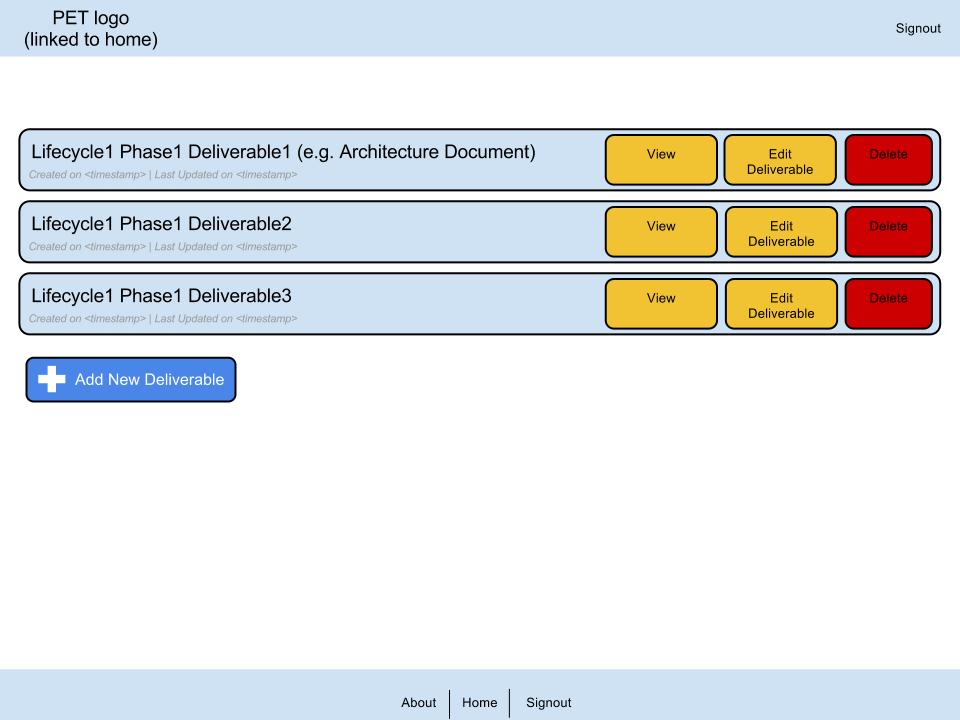 PET logo
(linked to home)
Signout
Lifecycle1 Phase1 Deliverable1 (e.g. Architecture Document)
Created on <timestamp> | Last Updated on <timestamp>
View
Edit
Deliverable
Delete
Lifecycle1 Phase1 Deliverable2
Created on <timestamp> | Last Updated on <timestamp>
View
Edit
Deliverable
Delete
Lifecycle1 Phase1 Deliverable3
Created on <timestamp> | Last Updated on <timestamp>
View
Edit
Deliverable
Delete
Add New Deliverable
About
Home
Signout